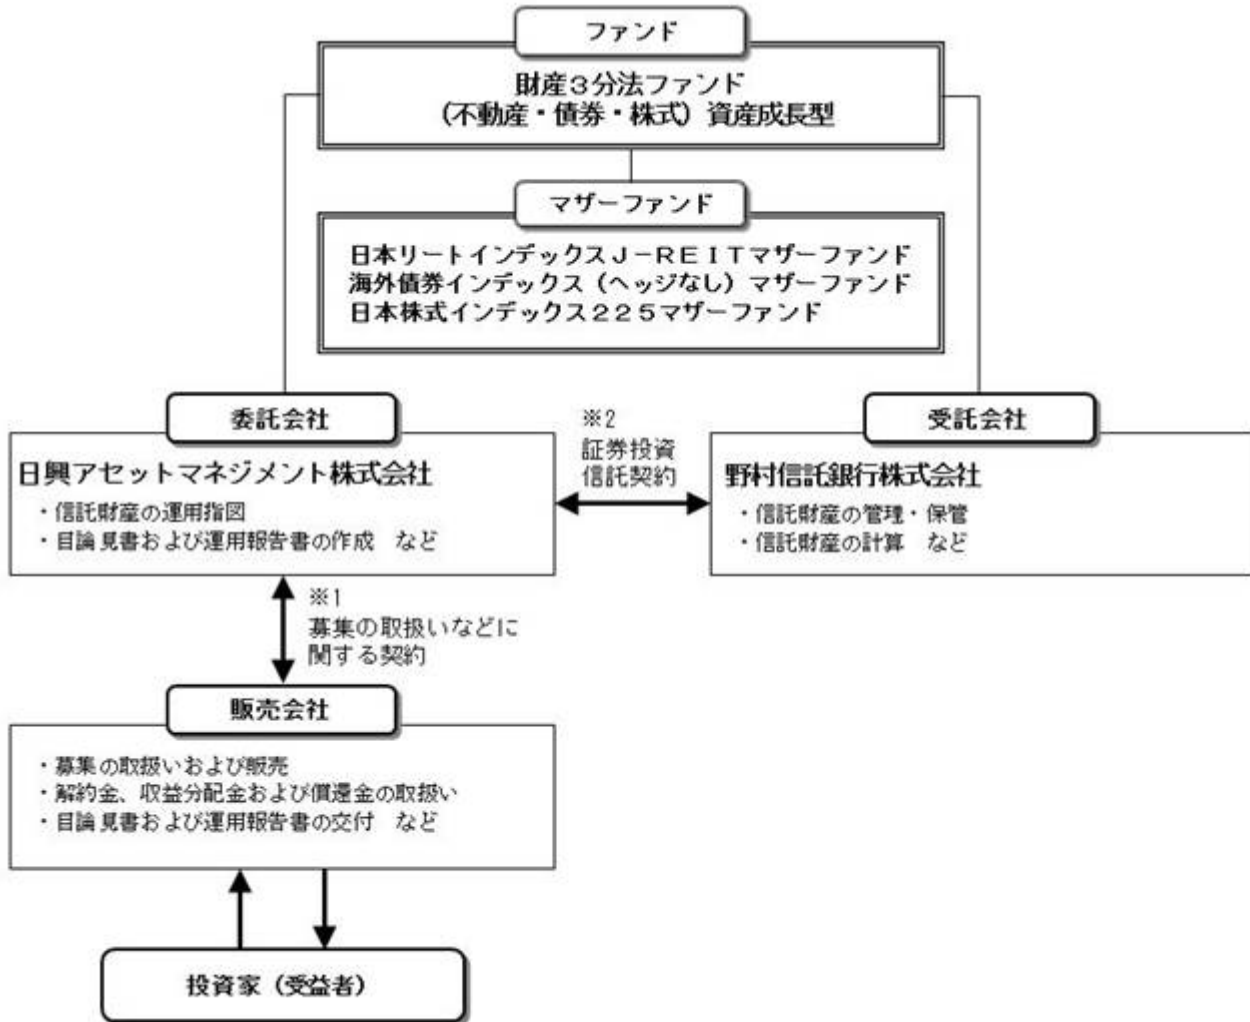 ファンド
財産3分法ファンド
(不動産・債券・株式)資産成長型
マザーファンド
日本リートインデックスJ-REITマザーファンド
海外債券インデックス(ヘッジなし)マザーファンド
日本株式インデックス225マザーファンド
委託会社
日興アセットマネジメント株式会社
・信託財産の運用指図
・目論見書および運用報告書の作成 など
※2
証券投資
信託契約
受託会社
野村信託銀行株式会社
・信託財産の管理・保管
・信託財産の計算 など
※1
募集の取扱いなどに
関する契約
販売会社
・募集の取扱いおよび販売
・解約金、収益分配金および償還金の取扱い
・目論見書および運用報告書の交付 など
投資家(受益者)